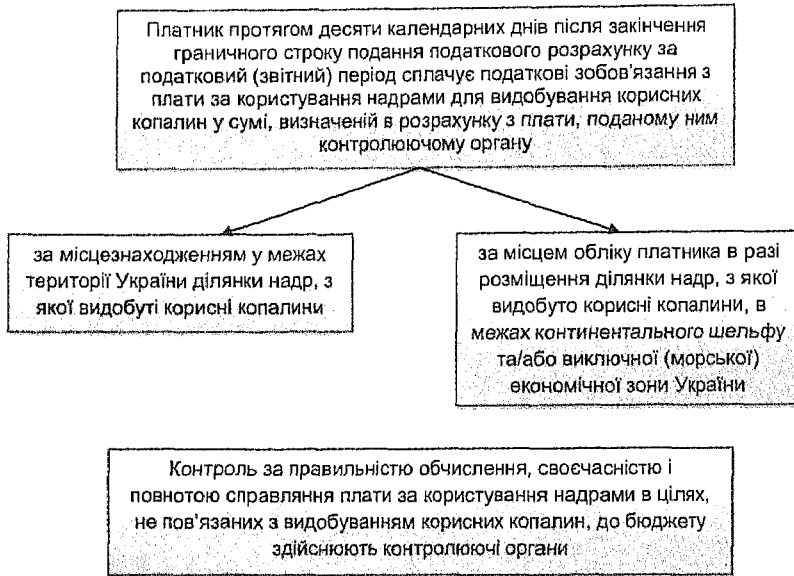 Платник протягом десяти календарних днів після закінчення
граничного строку подання податкового розрахунку за
податковий (звітний) період сплачує податкові зобов'язання з
плати за користування надрами для видобування корисних
копалин у сумі, визначеній в розрахунку з плати, поданому ним
контролюючому органу
за місцезнаходженням у межах
території України ділянки надр, з
якої видобуті корисні копалини
за місцем обліку платника в разі
розміщення ділянки надр, з якої
видобуто корисні копалини, в
межах континентального шельфу
та/або виключної (морської)
економічної зони України
Контроль за правильністю обчислення, своєчасністю і
повнотою справляння плати за користування надрами в цілях,
не пов'язаних з видобуванням корисних копалин, до бюджету
здійснюють контролюючі органи